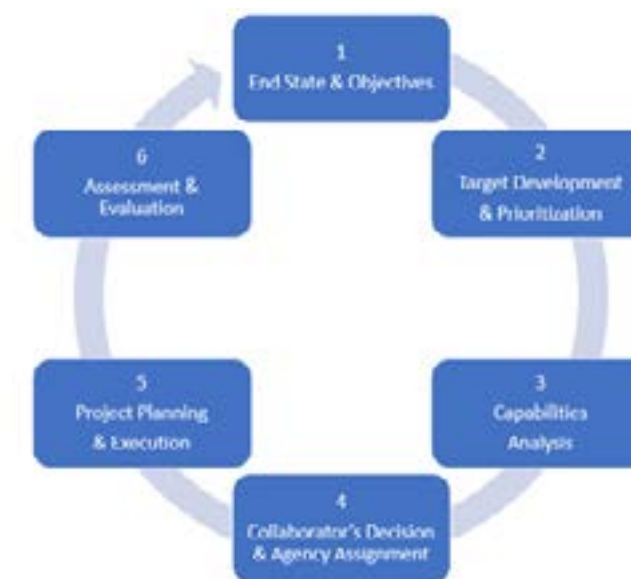 1
End State & Objectives
2
Target Development
& Prioritization
3
Capabilities
Analysis
4
Collaborator's Decision
& Agency Assignment
5
Project Planning
& Execution
6
Assessment &
Evaluation